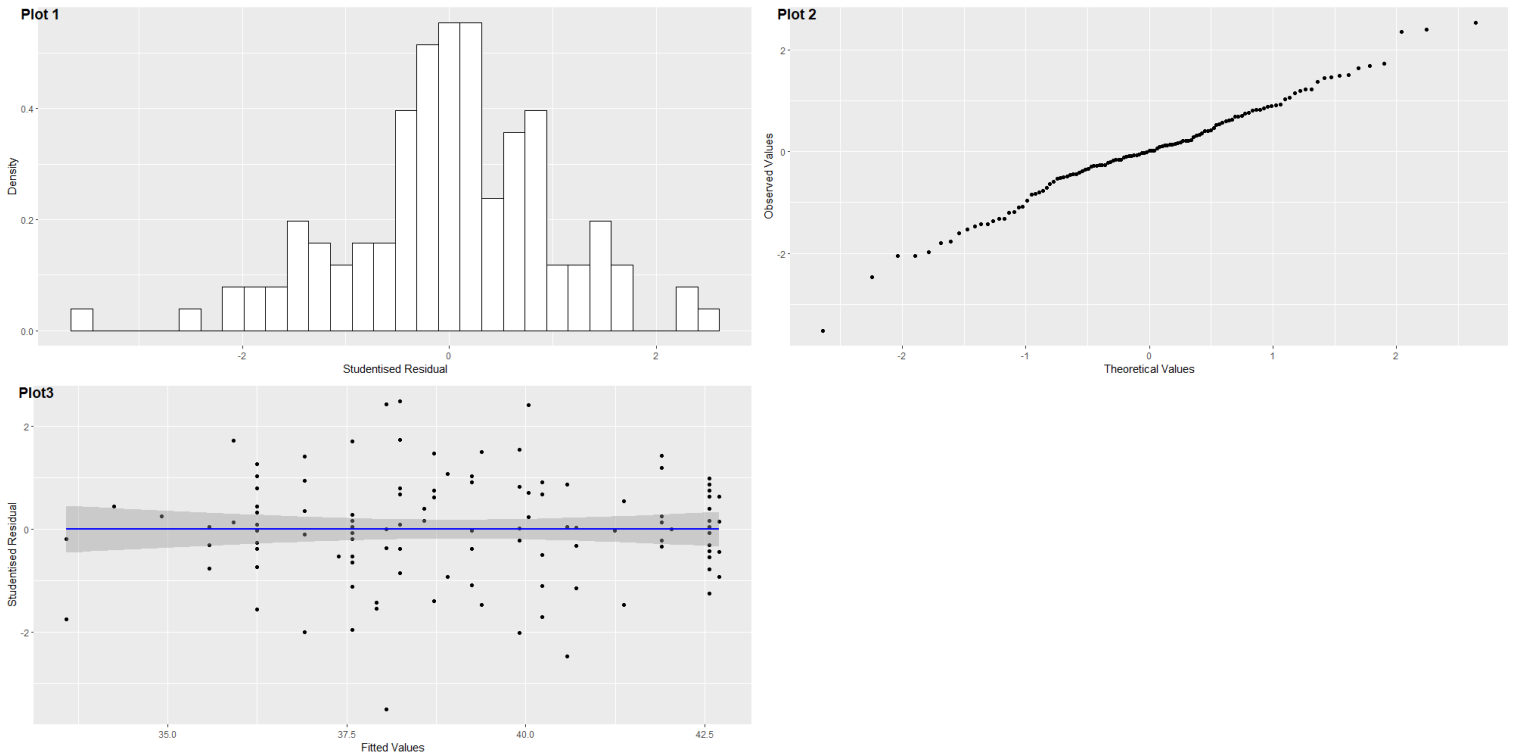 Plot 1
Density
0.4
0.2
0.0
-2
0
2
Studentised Residual
Plot 2
Observed Values
2
0
-2
-2
-1
0
1
2
Theoretical Values
Plot3
Studentised Residual
2
0
-2
35.0
37.5
40.0
42.5
Fitted Values